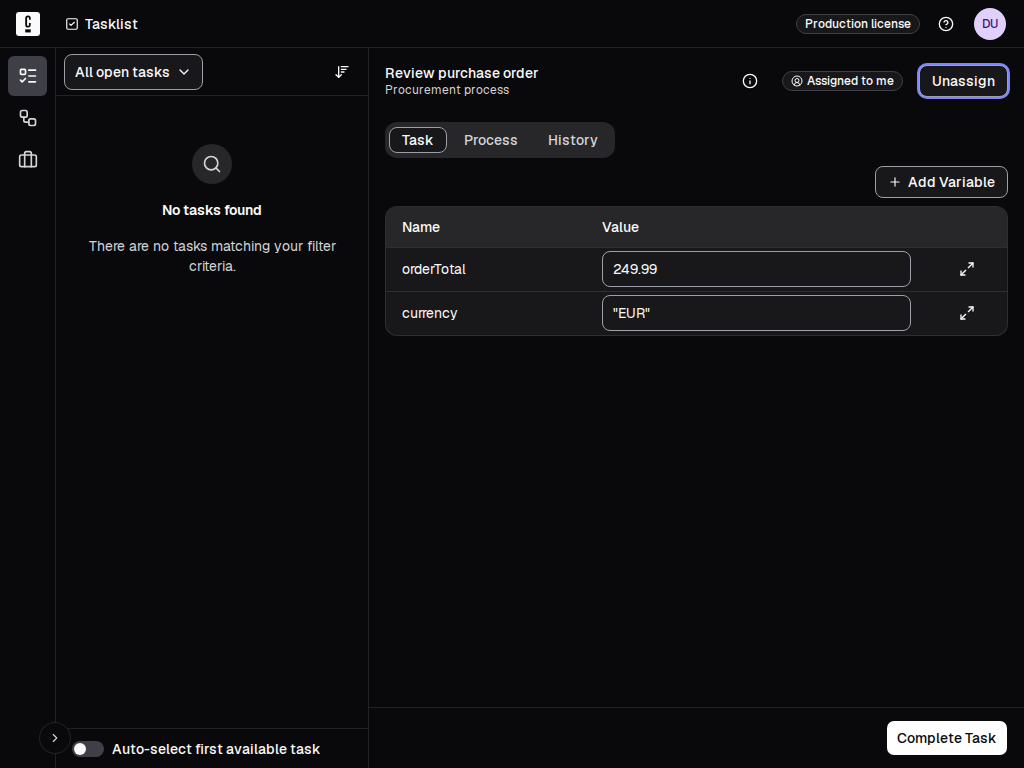 Tasklist
Production license
DU
All open tasks
No tasks found
There are no tasks matching your filter
criteria.
Auto-select first available task
Review purchase order
Procurement process
Assigned to me
Unassign
Task Process History
Add Variable
Name Value
orderTotal 249.99
currency "EUR"
Complete Task